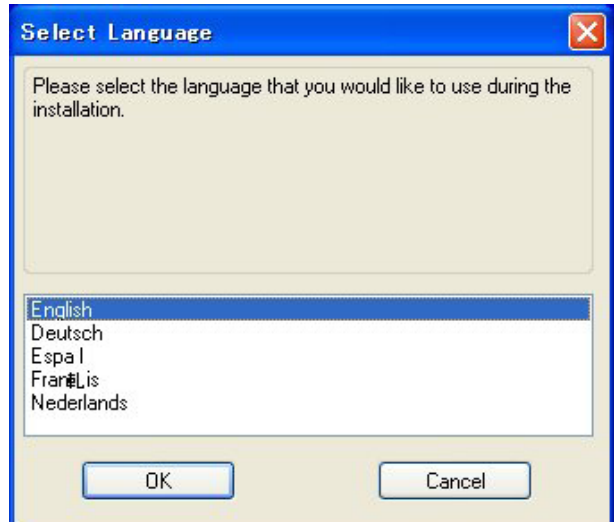 Select Language
Please select the language that you would like to use during the
installation.
English
Deutsch
Espa l
Nederlands
OK
Cancel